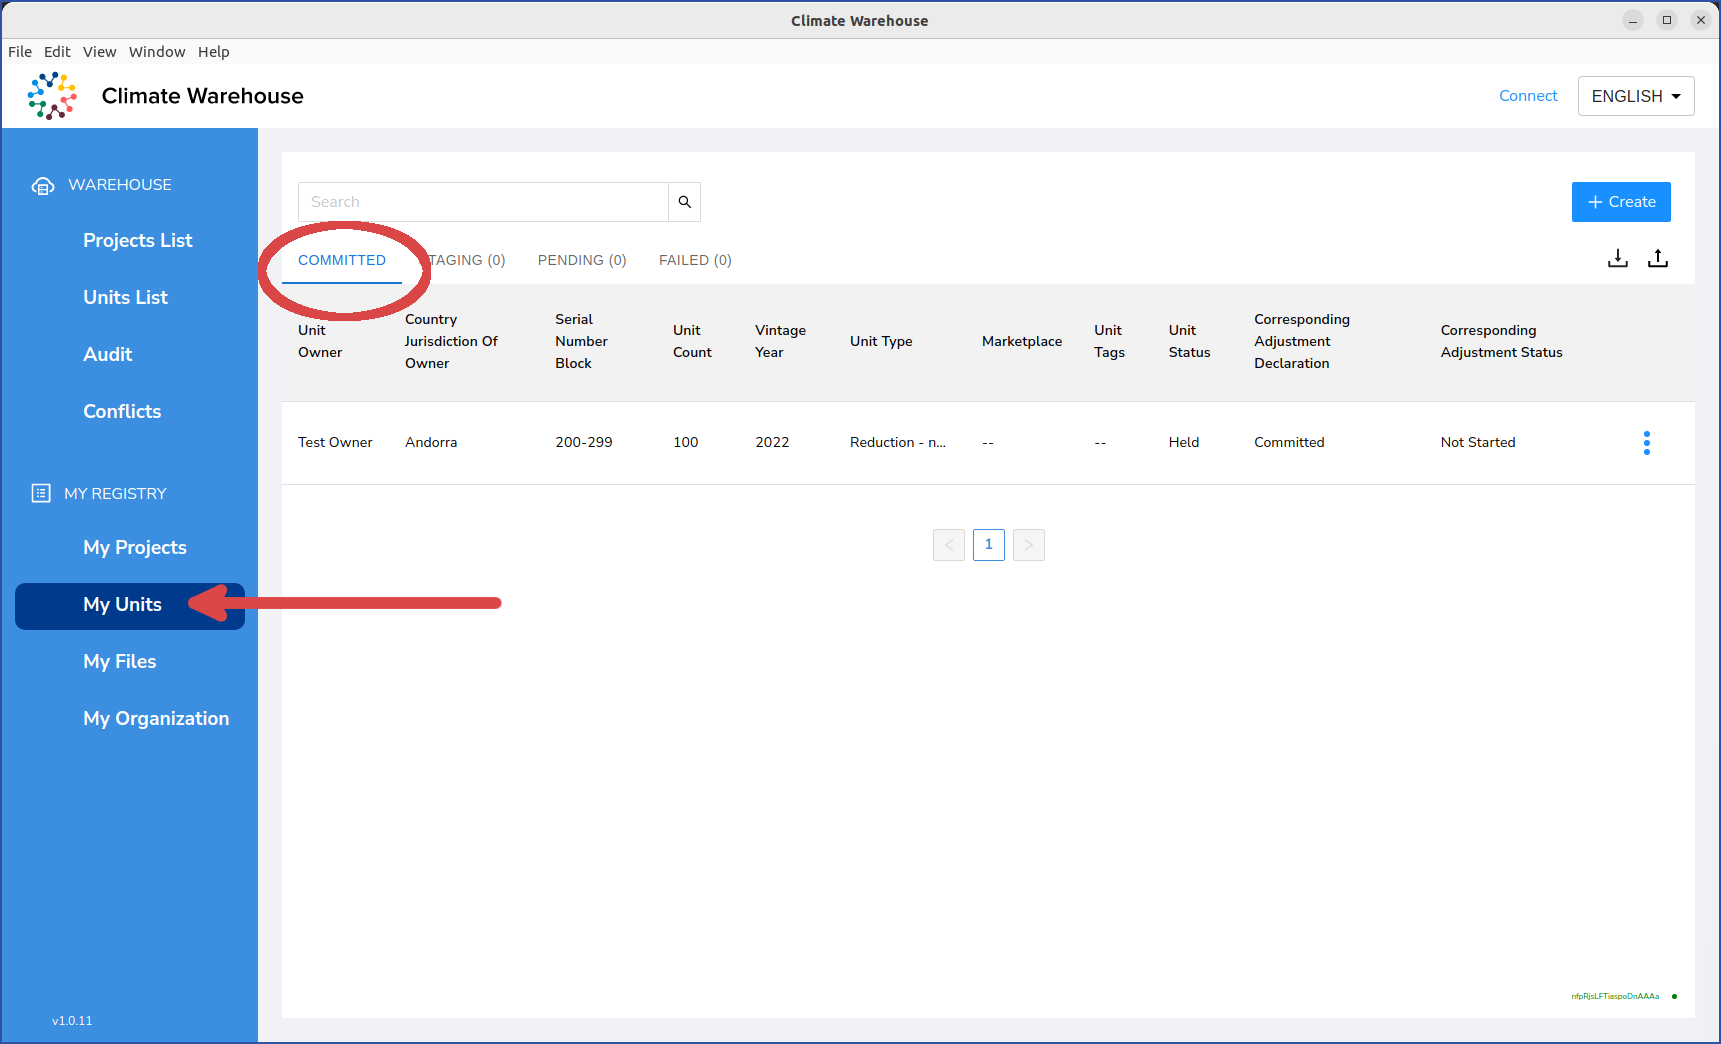 Climate Warehouse
File Edit View Window Help
Climate Warehouse
Connect
ENGLISH
WAREHOUSE
Projects List
Units List
Audit
Conflicts
MY REGISTRY
My Projects
My Units
My Files
My Organization
v1.0.11
Search
Create
COMMITTED TAGING (0) PENDING (0) FAILED (0)
Unit
Owner
Country
Jurisdiction Of
Owner
Serial
Number
Block
Unit
Count
Vintage
Year
Unit Type
Marketplace
Unit
Tags
Unit
Status
Corresponding
Adjustment
Declaration
Corresponding
Adjustment Status
Test Owner Andorra 200-299 100 2022 Reduction - n... -- -- Held Committed Not Started
< 1 >